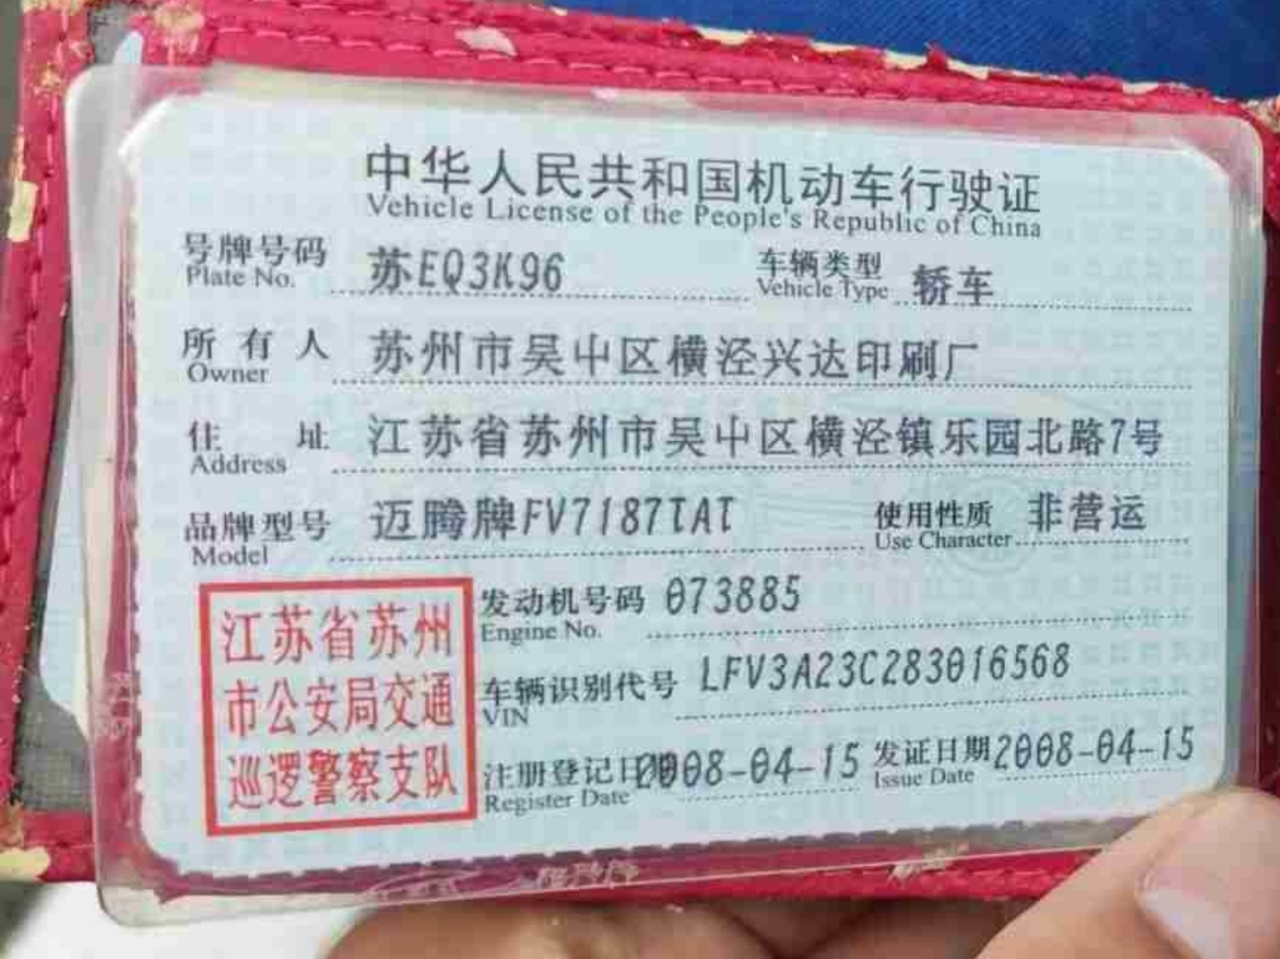 中华人民共和国机动车行驶证
Vehicle License of the People's Republic of China
号牌号码 苏EQ3K96 车辆类型 轿车
Plate No. Vehicle Type
所有人 苏州市吴中区横泾兴达印刷厂
Owner
住址 江苏省苏州市吴中区横泾镇乐园北路7号
Address
品牌型号 迈腾牌FV7187TAT 使用性质 非营运
Model Use Character
发动机号码 073885
Engine No.
车辆识别代号 LFV3A23C283016568
VIN
注册登记日期 2008-04-15 发证日期 2008-04-15
Register Date Issue Date
江苏省苏州
市公安局交通
巡逻警察支队